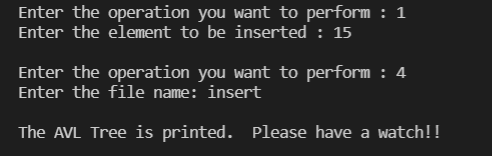 Enter the operation you want to perform : 1
Enter the element to be inserted : 15
Enter the operation you want to perform : 4
Enter the file name: insert
The AVL Tree is printed.  Please have a watch!!